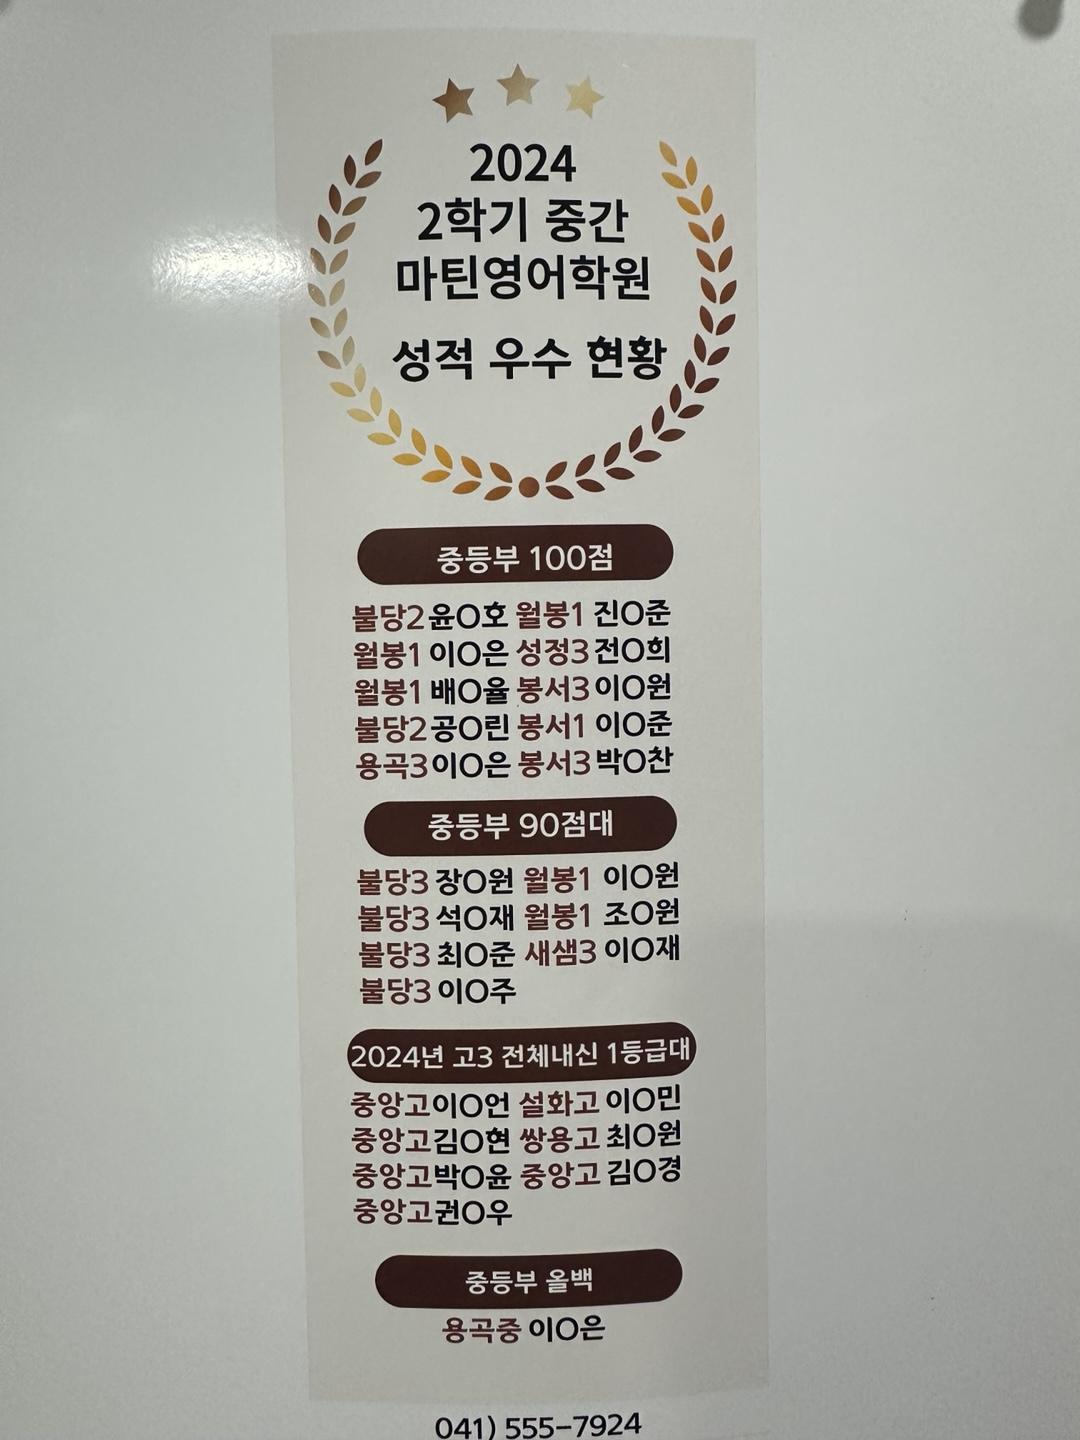 2024
2학기 중간
마틴영어학원
성적 우수 현황
중등부 100점
불당2 윤O호 월봉1 진O준
월봉1 이O은 성정3 전O희
월봉1 배O율 봉서3 이O원
불당2 공O린 봉서1 이O준
용곡3 이O은 봉서3 박O찬
중등부 90점대
불당3 장O원 월봉1 이O원
불당3 석O재 월봉1 조O원
불당3 최O준 새샘3 이O재
불당3 이O주
2024년 고3 전체내신 1등급대
중앙고 이O언 설화고 이O민
중앙고 김O현 쌍용고 최O원
중앙고 박O윤 중앙고 김O경
중앙고 권O우
중등부 올백
용곡중 이O은
041) 555-7924